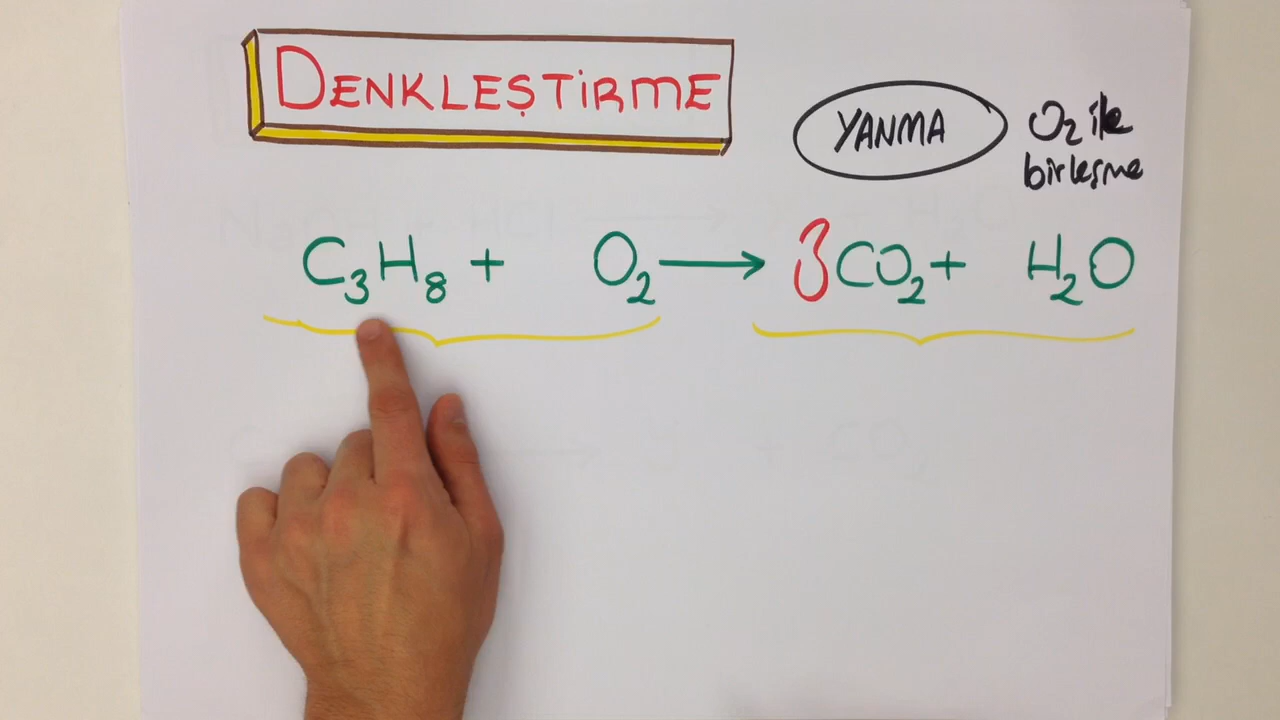 DENKLEŞTİRME
YANMA
O₂ ile
birleşme
C₃H₈ + O₂ → 3CO₂ + H₂O